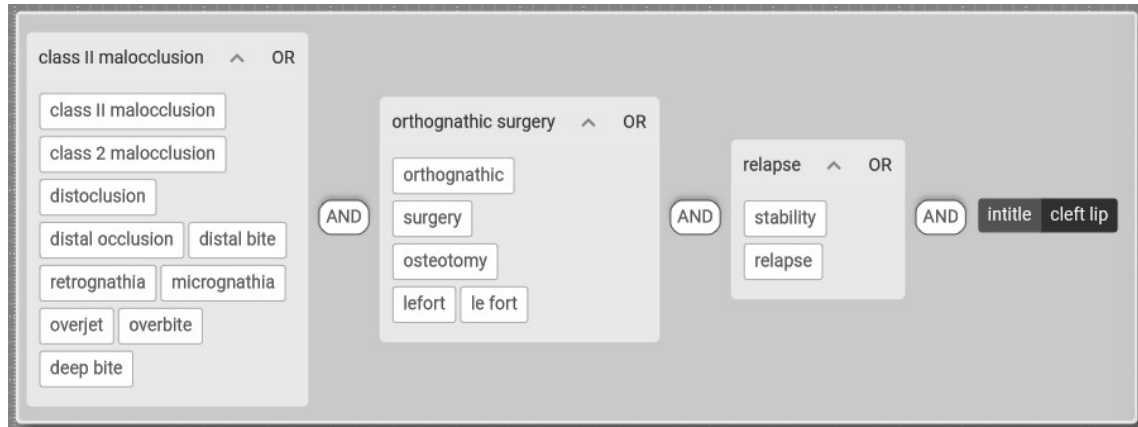 class II malocclusion OR
class II malocclusion
class 2 malocclusion
distoclusion
distal occlusion distal bite
retrognathia micrognathia
overjet overbite
deep bite
AND
orthognathic surgery OR
orthognathic
surgery
osteotomy
lefort le fort
AND
relapse OR
stability
relapse
AND
intitle cleft lip